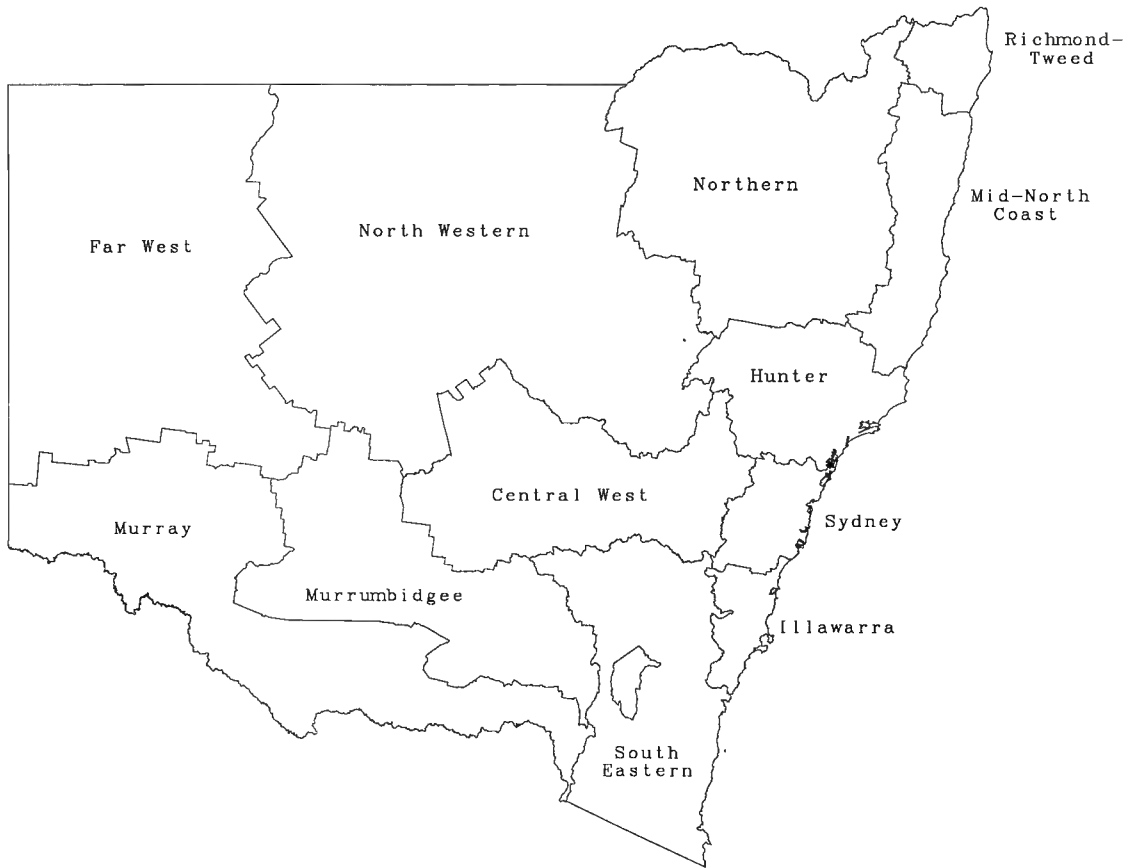 Richmond-
Tweed
Northern
Mid-North
Coast
North Western
Far West
Hunter
Central West
Sydney
Murray
Murrumbidgee
Illawarra
South
Eastern